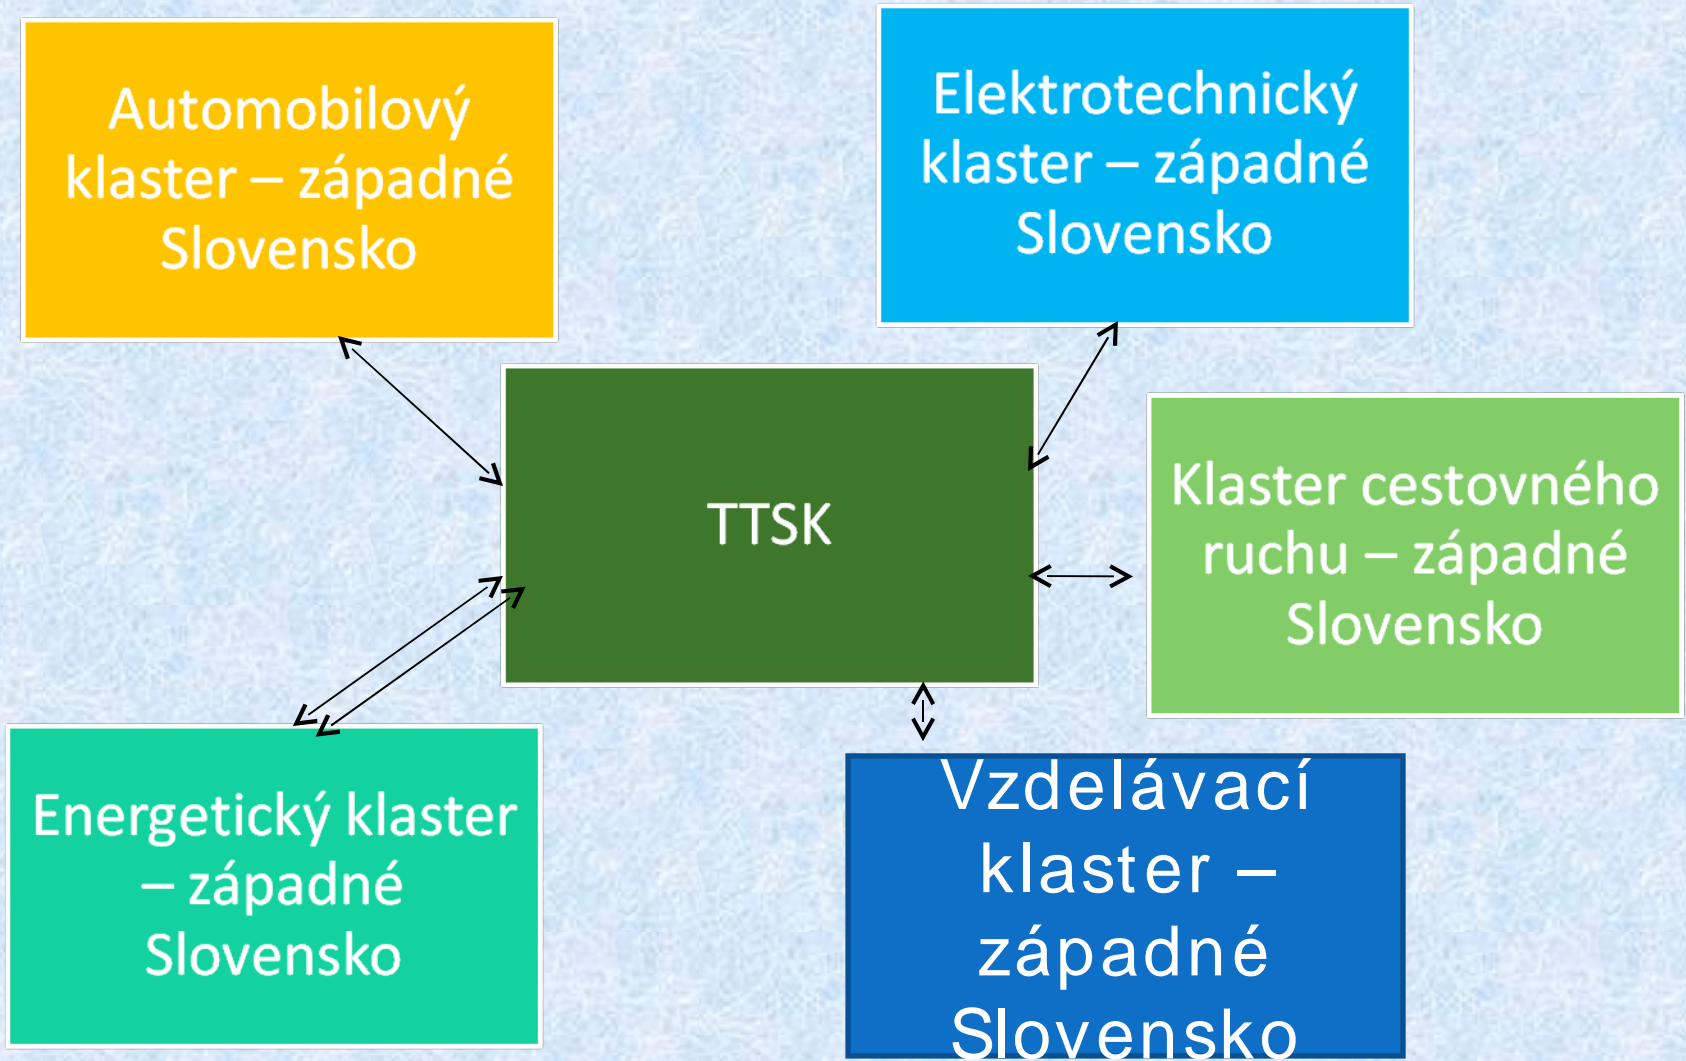 Automobilový
klaster – západné
Slovensko
Elektrotechnický
klaster – západné
Slovensko
TTSK
Klaster cestovného
ruchu – západné
Slovensko
Energetický klaster
– západné
Slovensko
Vzdelávací
klaster –
západné
Slovensko